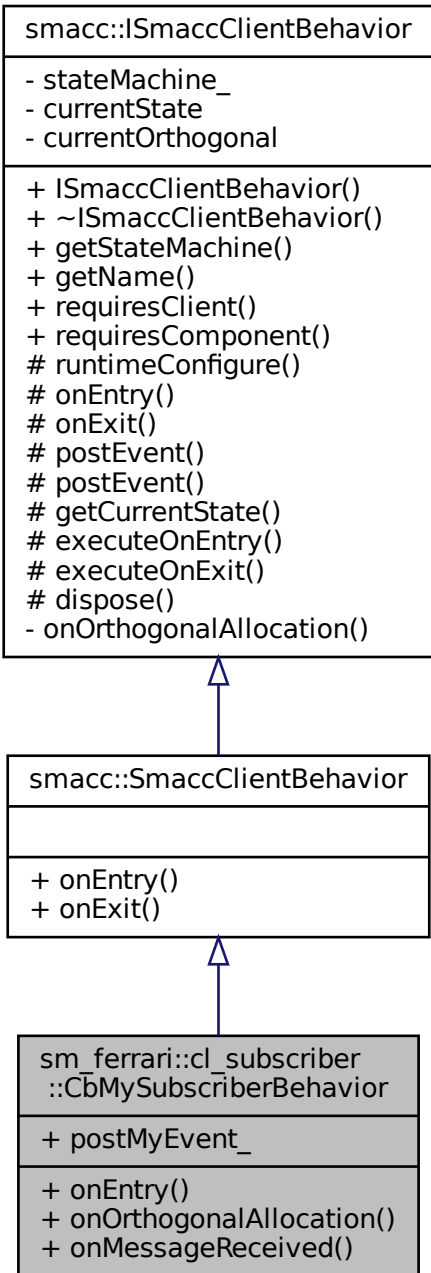 smacc::ISmaccClientBehavior
- stateMachine_
- currentState
- currentOrthogonal
+ ISmaccClientBehavior()
+ ~ISmaccClientBehavior()
+ getStateMachine()
+ getName()
+ requiresClient()
+ requiresComponent()
# runtimeConfigure()
# onEntry()
# onExit()
# postEvent()
# postEvent()
# getCurrentState()
# executeOnEntry()
# executeOnExit()
# dispose()
- onOrthogonalAllocation()
smacc::SmaccClientBehavior
+ onEntry()
+ onExit()
sm_ferrari::cl_subscriber
::CbMySubscriberBehavior
+ postMyEvent_
+ onEntry()
+ onOrthogonalAllocation()
+ onMessageReceived()